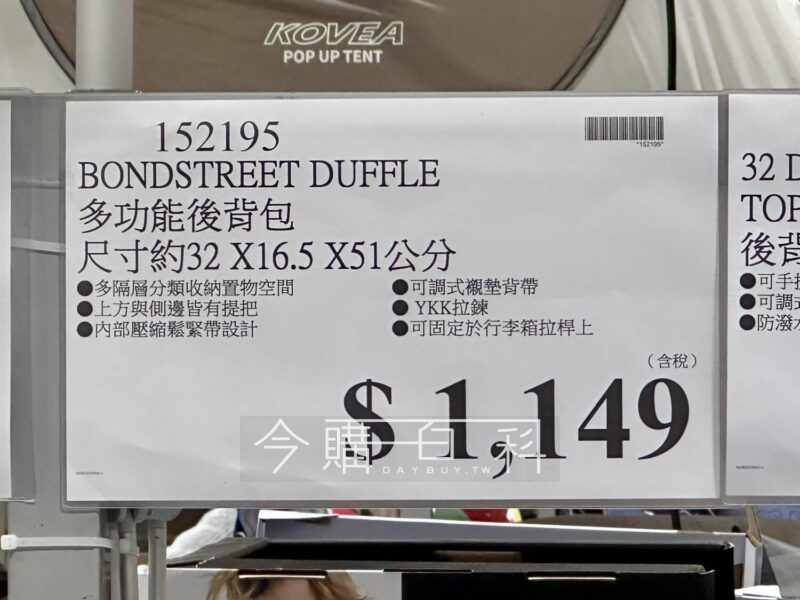 KOVEA
POP UP TENT
152195
*152195*
BONDSTREET DUFFLE
多功能後背包
尺寸約32 X16.5 X51公分
●多隔層分類收納置物空間
●上方與側邊皆有提把
●內部壓縮鬆緊帶設計
●可調式襯墊背帶
● YKK拉鍊
●可固定於行李箱拉桿上
(含稅)
$ 1,149
今購百科
DAYBUY.TW
32 D
TOP
後背
●可手提
●可調式
●防潑水